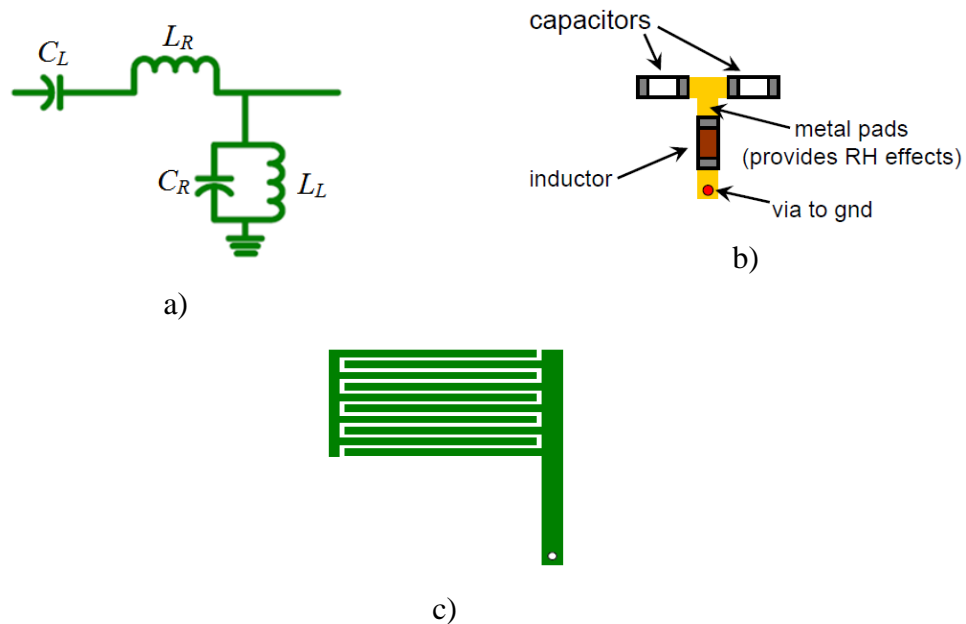 C_L
L_R
C_R
L_L
a)
capacitors
metal pads
(provides RH effects)
inductor
via to gnd
b)
c)